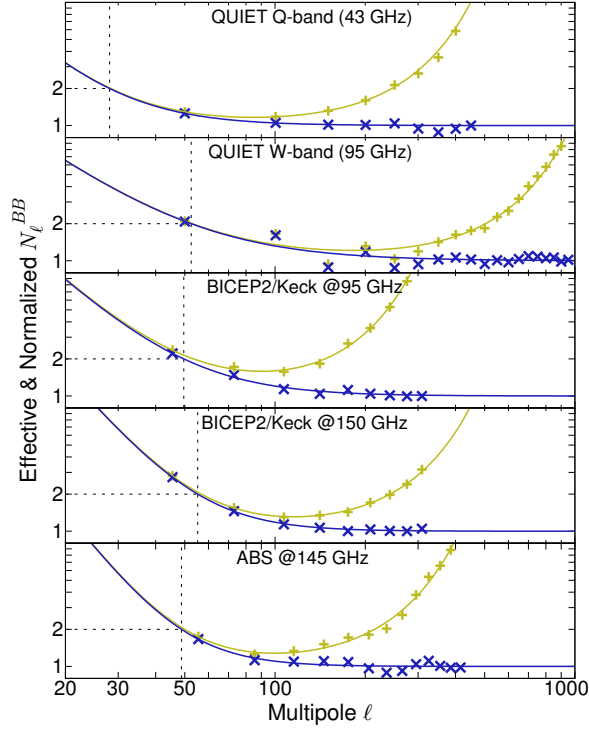 QUIET Q-band (43 GHz)
2
1
QUIET W-band (95 GHz)
2
1
BICEP2/Keck @95 GHz
2
1
BICEP2/Keck @150 GHz
2
1
ABS @145 GHz
2
1
20 30 50 100 200 300 1000
Multipole ℓ
Effective & Normalized N_ℓ^{BB}